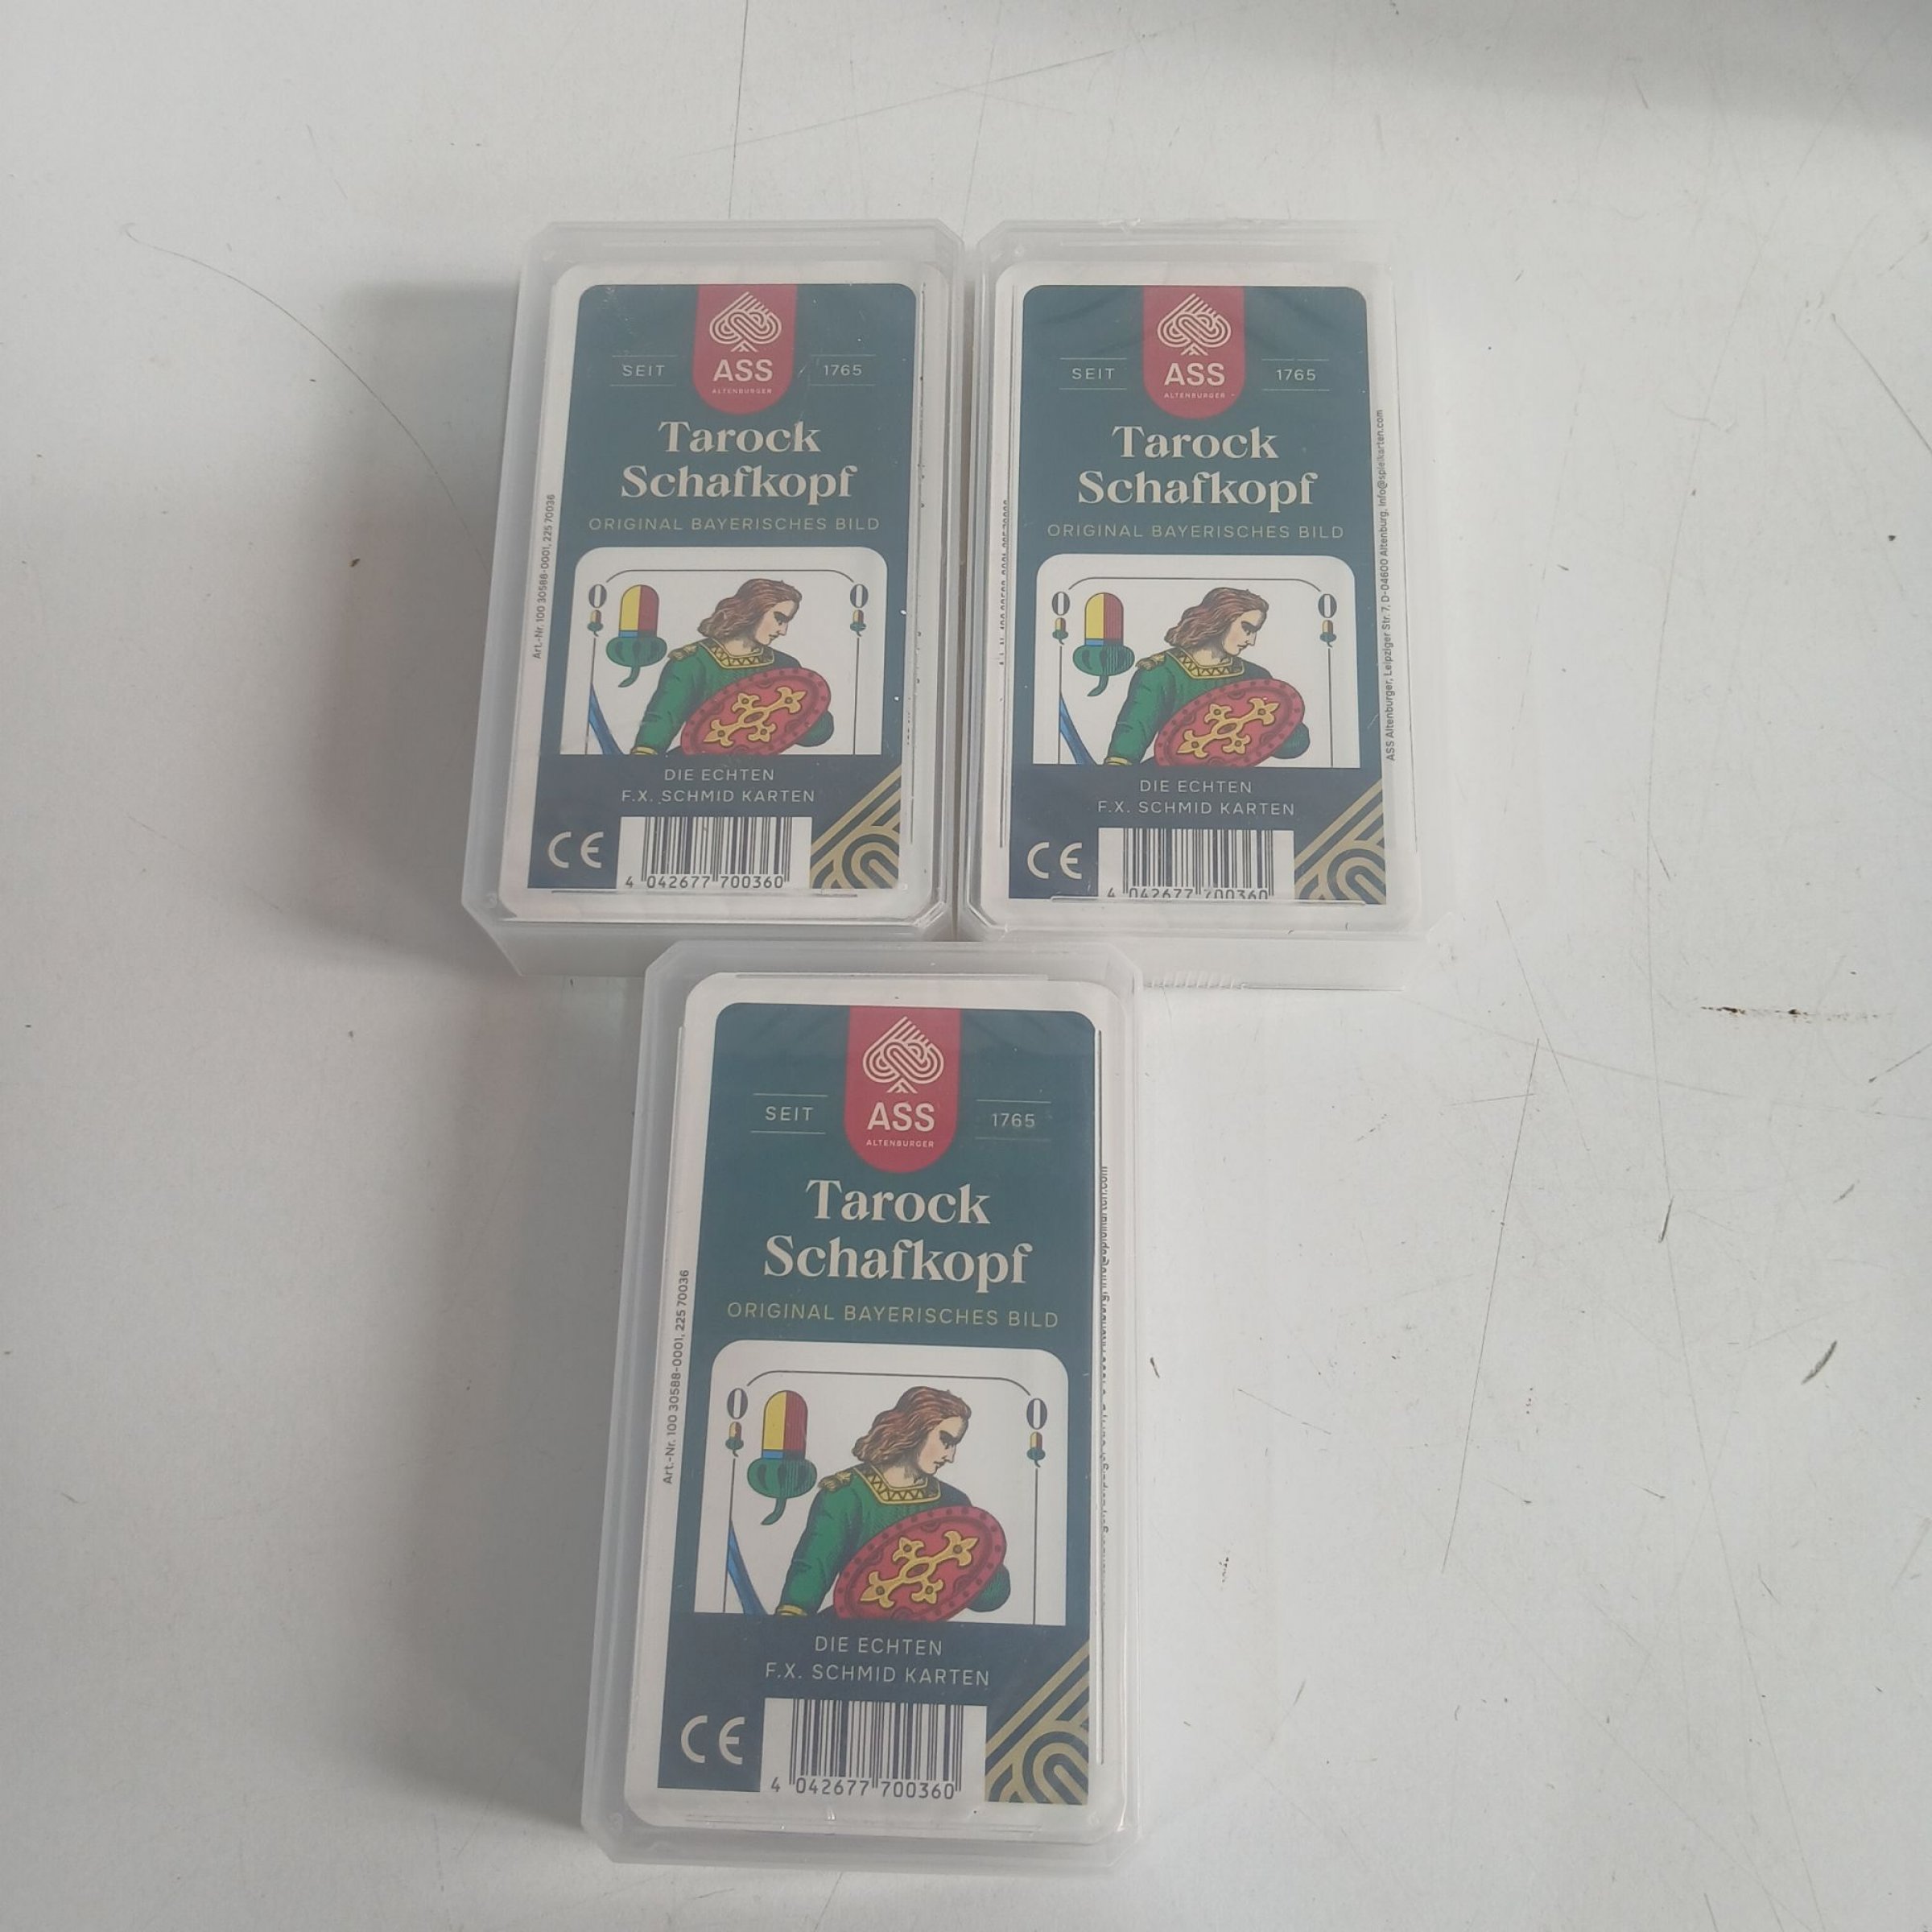 SEIT
ASS
ALTENBURGER
1765
Tarock
Schafkopf
ORIGINAL BAYERISCHES BILD
O
O
DIE ECHTEN
F.X. SCHMID KARTEN
CE
4 042677 700360
Art.-Nr. 100 30588-0001, 225 70036
SEIT
ASS
ALTENBURGER
1765
Tarock
Schafkopf
ORIGINAL BAYERISCHES BILD
O
O
DIE ECHTEN
F.X. SCHMID KARTEN
CE
4 042677 700360
ASS Altenburger, Leipziger Str. 7, D-04600 Altenburg, info@spielkarten.com
SEIT
ASS
ALTENBURGER
1765
Tarock
Schafkopf
ORIGINAL BAYERISCHES BILD
O
O
DIE ECHTEN
F.X. SCHMID KARTEN
CE
4 042677 700360
Art.-Nr. 100 30588-0001, 225 70036